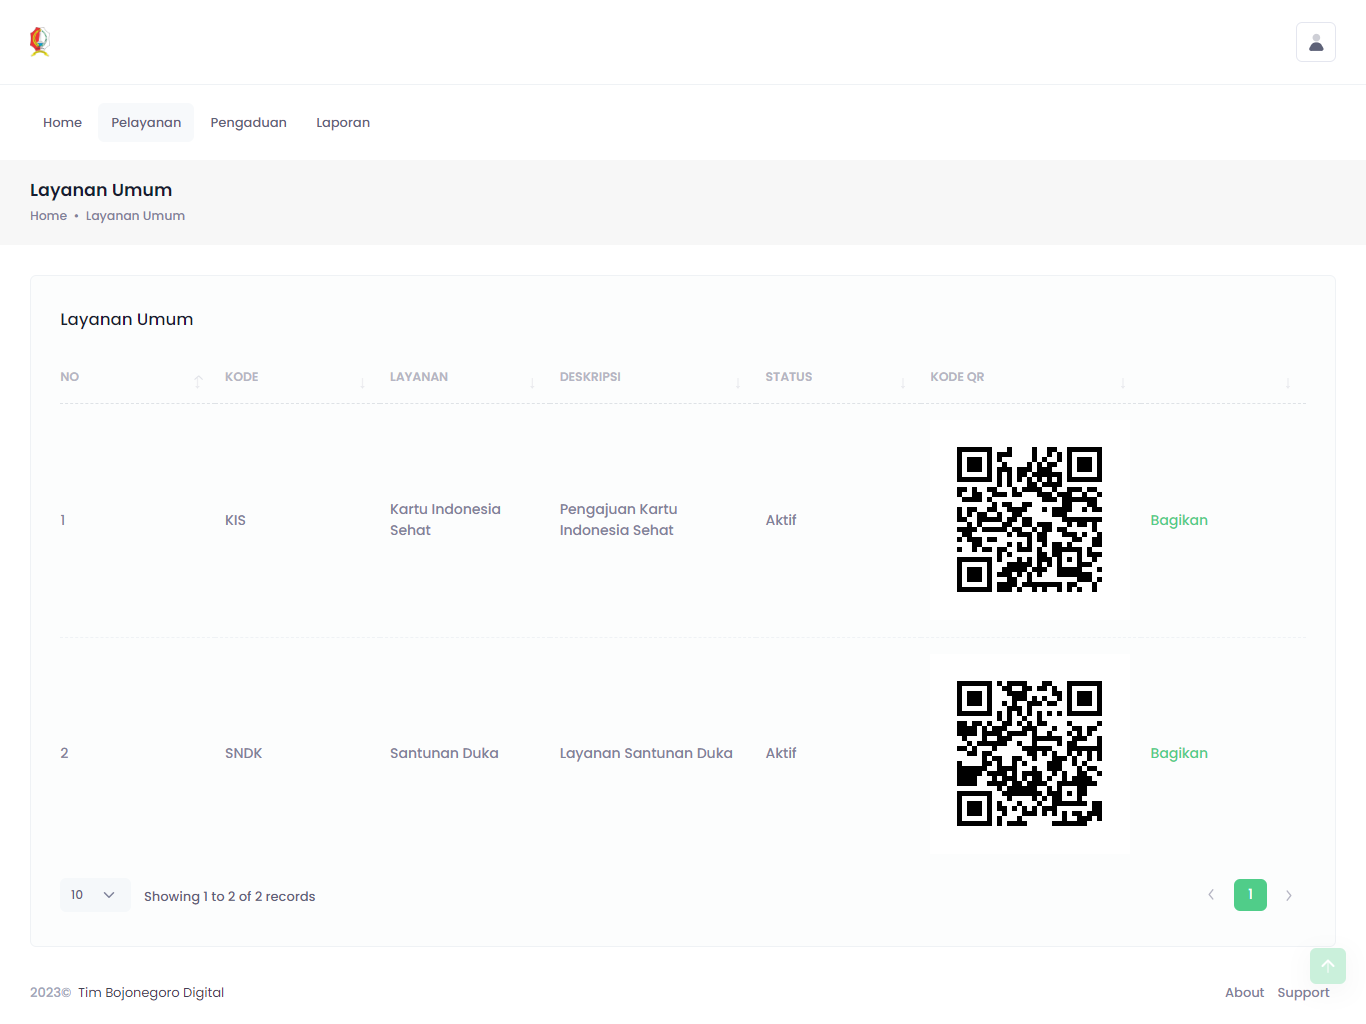 Home Pelayanan Pengaduan Laporan
Layanan Umum
Home • Layanan Umum
Layanan Umum
NO KODE LAYANAN DESKRIPSI STATUS KODE QR
1 KIS Kartu Indonesia Sehat Pengajuan Kartu Indonesia Sehat Aktif Bagikan
2 SNDK Santunan Duka Layanan Santunan Duka Aktif Bagikan
10 Showing 1 to 2 of 2 records 1
2023© Tim Bojonegoro Digital About Support